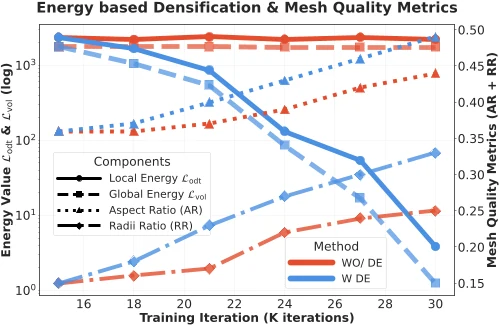 Energy based Densification & Mesh Quality Metrics
Energy Value ℒodt & ℒvol (log)
10³
10²
10¹
10⁰
0.50
0.45
0.40
0.35
0.30
0.25
0.20
0.15
Mesh Quality Metrics (AR + RR)
Components
Local Energy ℒodt
Global Energy ℒvol
Aspect Ratio (AR)
Radii Ratio (RR)
Method
WO/ DE
W DE
16 18 20 22 24 26 28 30
Training Iteration (K iterations)